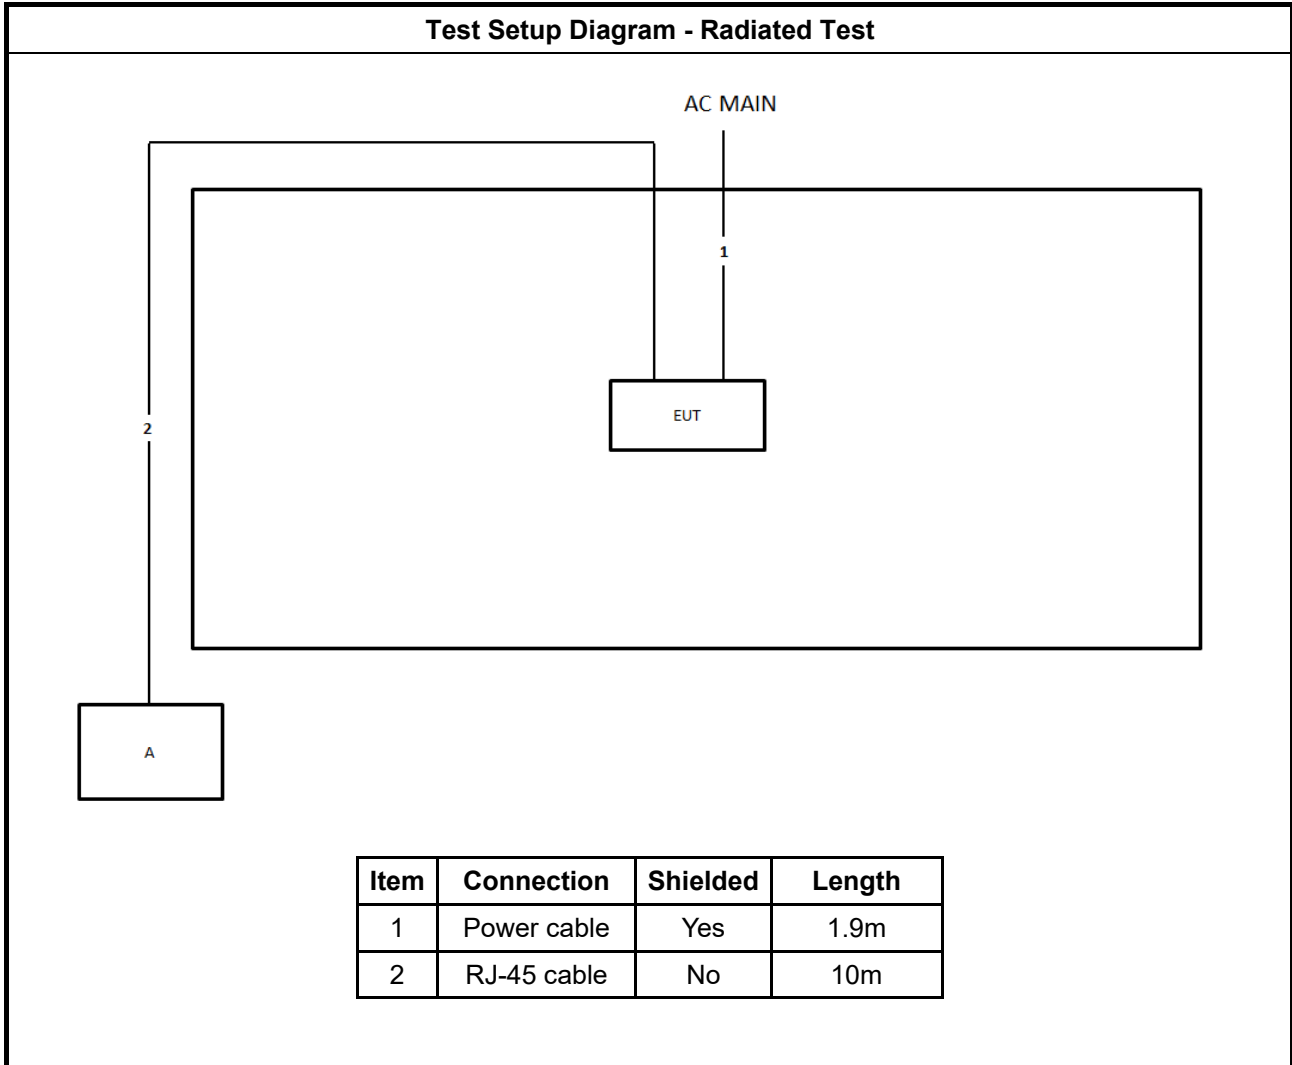 Test Setup Diagram - Radiated Test
AC MAIN
1
EUT
2
A
Item Connection Shielded Length
1 Power cable Yes 1.9m
2 RJ-45 cable No 10m